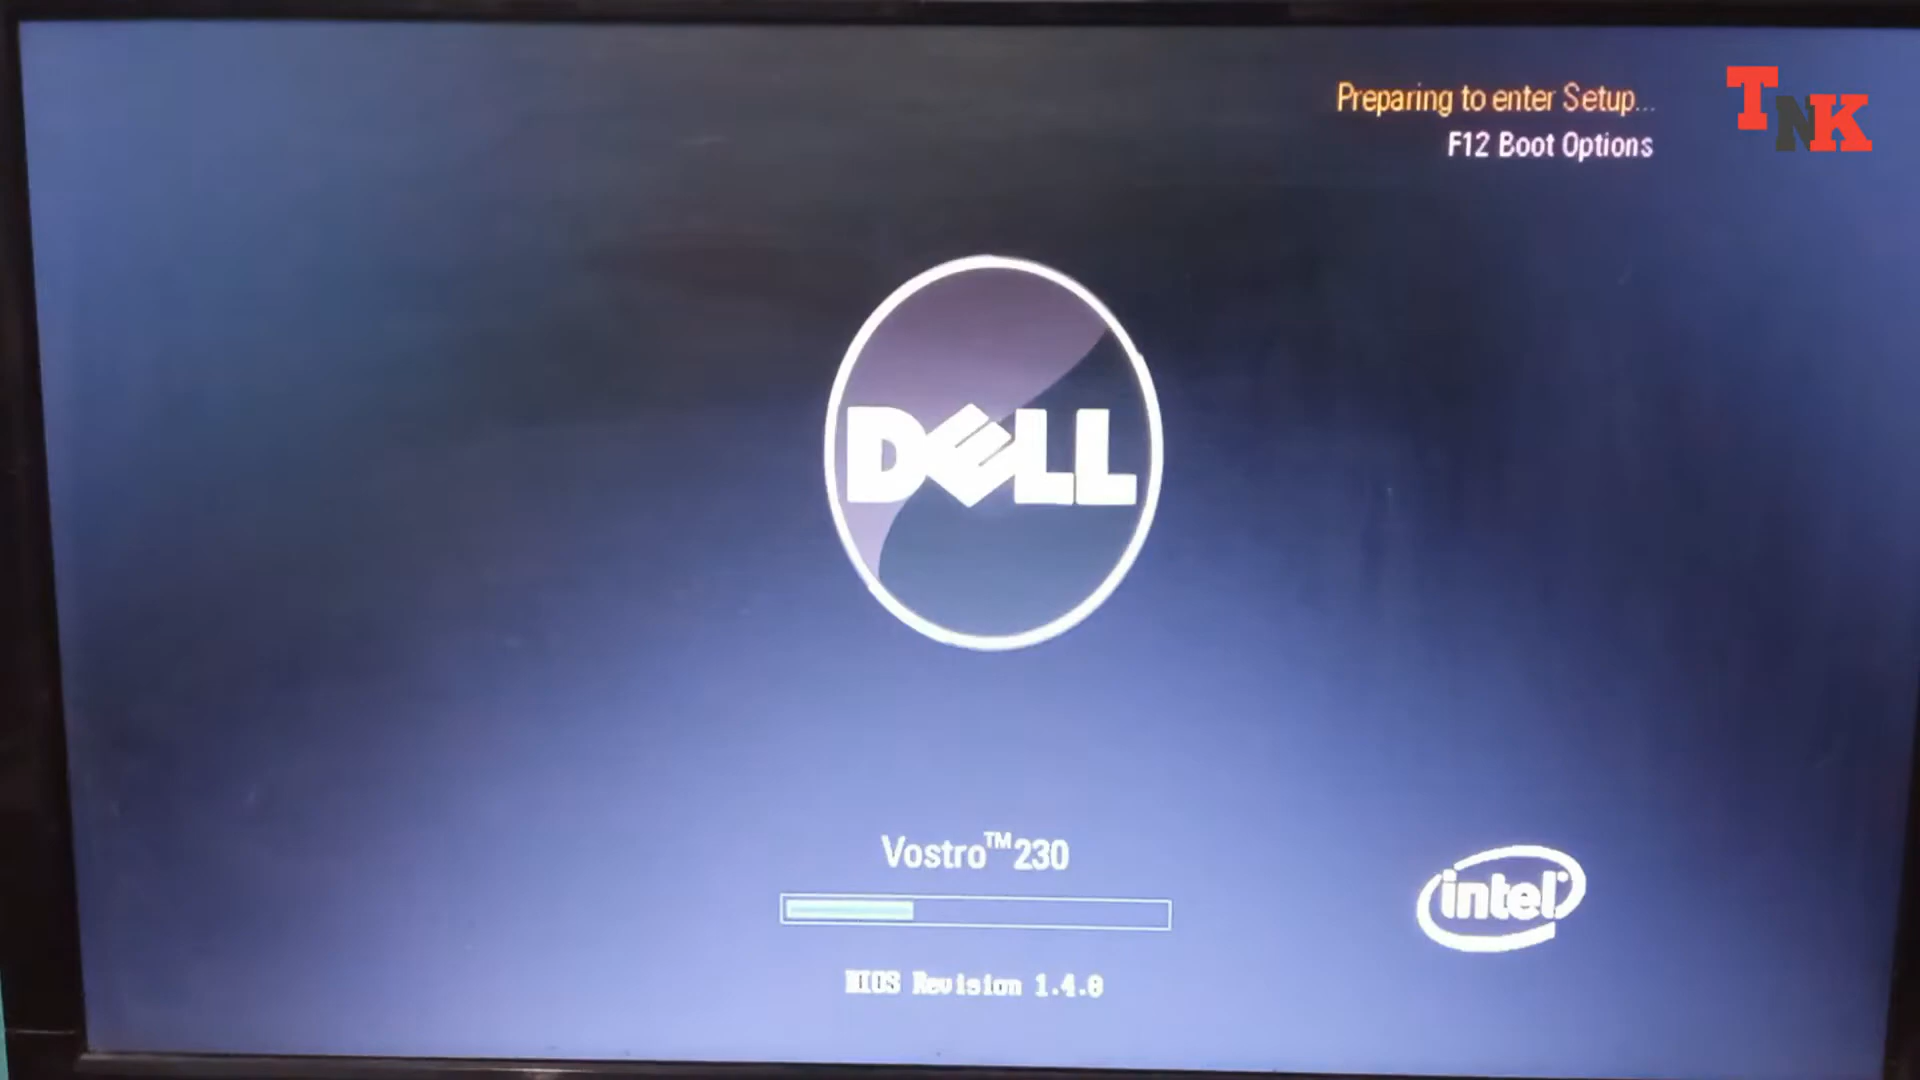 Preparing to enter Setup...
F12 Boot Options
TNK
DELL
Vostro™230
intel®
BIOS Revision 1.4.0